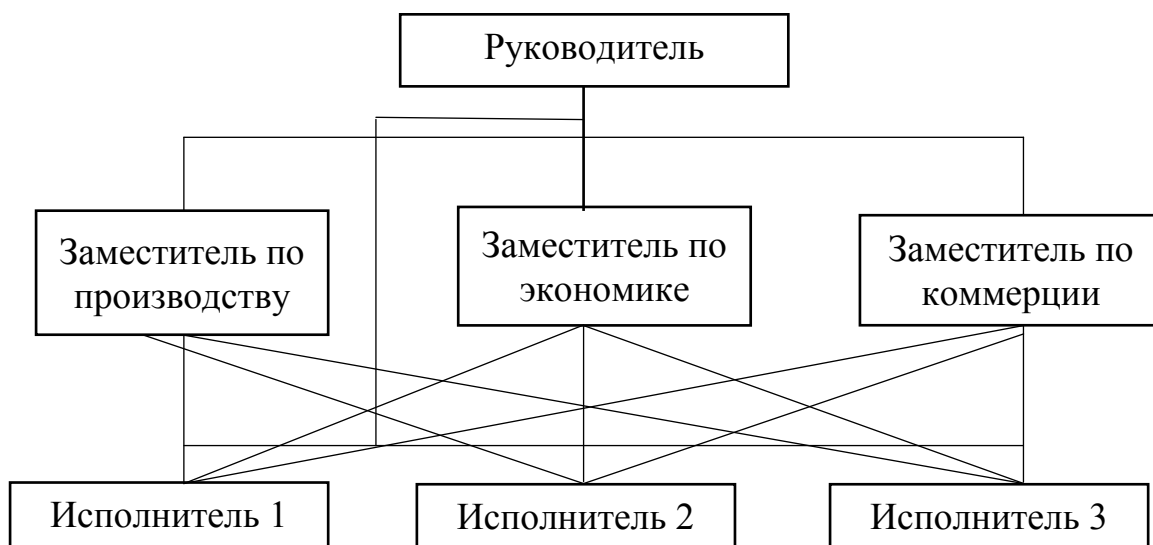 Руководитель
Заместитель по
производству
Заместитель по
экономике
Заместитель по
коммерции
Исполнитель 1
Исполнитель 2
Исполнитель 3